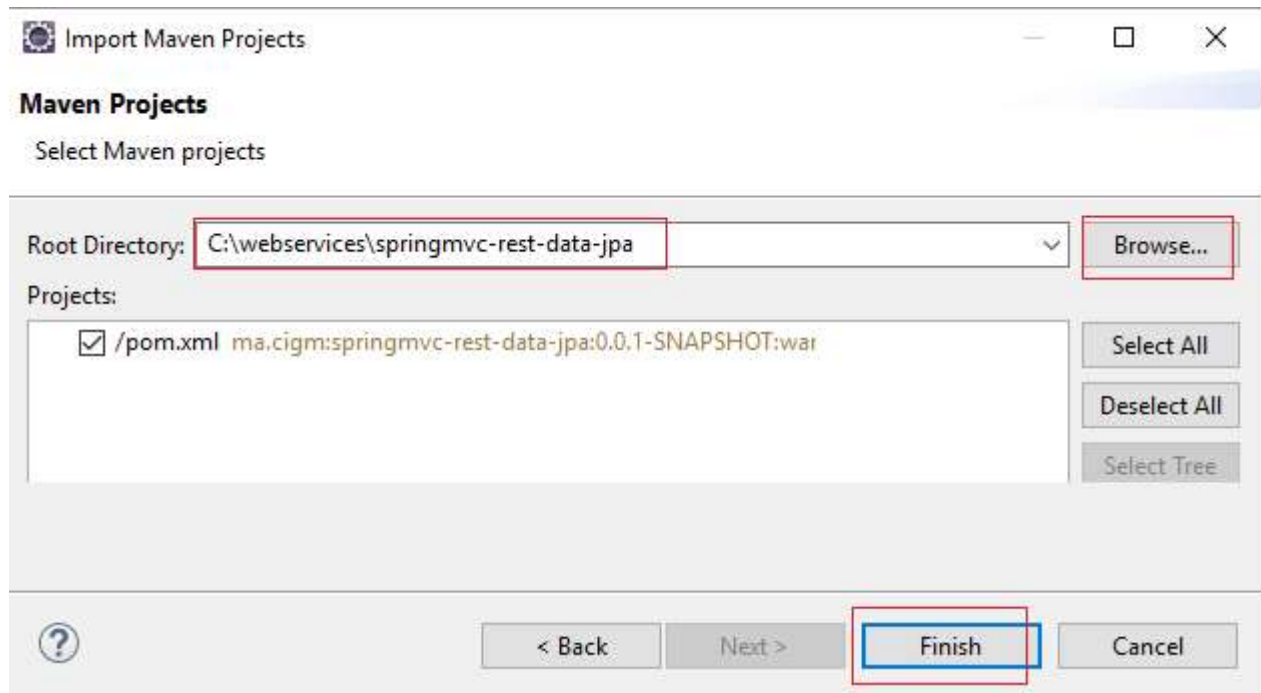 Import Maven Projects
Maven Projects
Select Maven projects
Root Directory: C:\webservices\springmvc-rest-data-jpa Browse...
Projects:
/pom.xml ma.cigm:springmvc-rest-data-jpa:0.0.1-SNAPSHOT:war
Select All
Deselect All
Select Tree
? < Back Next > Finish Cancel